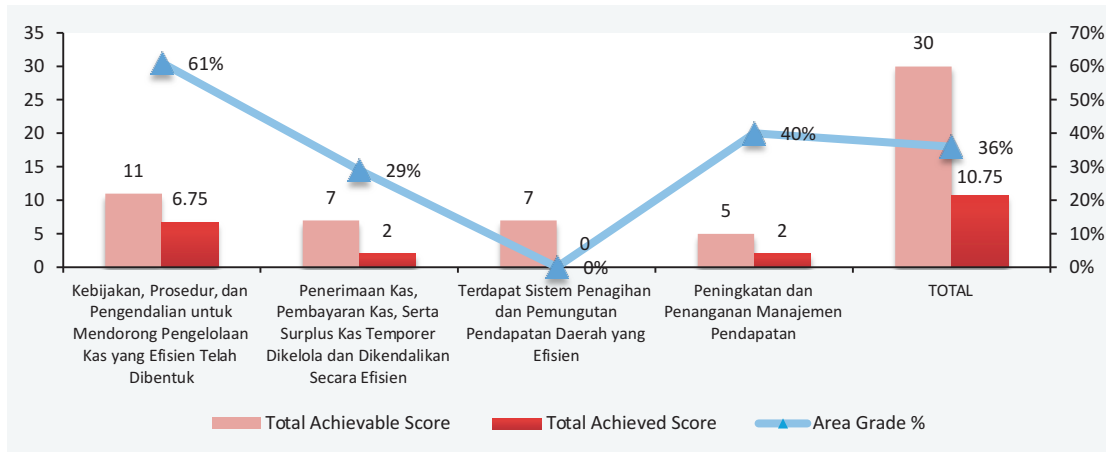 35
30
25
20
15
10
5
0
70%
60%
50%
40%
30%
20%
10%
0%
61%
11
6.75
29%
7
2
7
0
0%
40%
5
2
30
36%
10.75
Kebijakan, Prosedur, dan
Pengendalian untuk
Mendorong Pengelolaan
Kas yang Efisien Telah
Dibentuk
Penerimaan Kas,
Pembayaran Kas, Serta
Surplus Kas Temporer
Dikelola dan Dikendalikan
Secara Efisien
Terdapat Sistem Penagihan
dan Pemungutan
Pendapatan Daerah yang
Efisien
Peningkatan dan
Penanganan Manajemen
Pendapatan
TOTAL
Total Achievable Score
Total Achieved Score
Area Grade %